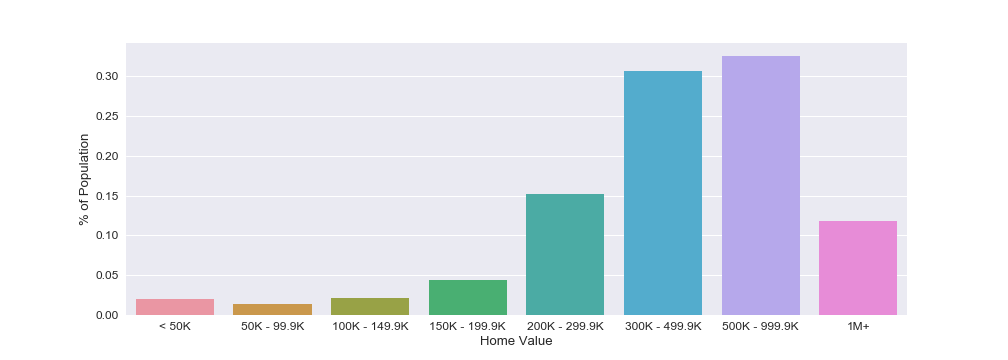 0.30
0.25
0.20
0.15
0.10
0.05
0.00
% of Population
< 50K
50K - 99.9K
100K - 149.9K
150K - 199.9K
200K - 299.9K
300K - 499.9K
500K - 999.9K
1M+
Home Value